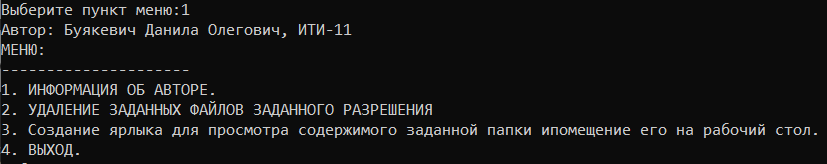 Выберите пункт меню:1
Автор: Буякевич Данила Олегович, ИТИ-11
МЕНЮ:
---------------------
1. ИНФОРМАЦИЯ ОБ АВТОРЕ.
2. УДАЛЕНИЕ ЗАДАННЫХ ФАЙЛОВ ЗАДАННОГО РАЗРЕШЕНИЯ
3. Создание ярлыка для просмотра содержимого заданной папки ипомещение его на рабочий стол.
4. ВЫХОД.